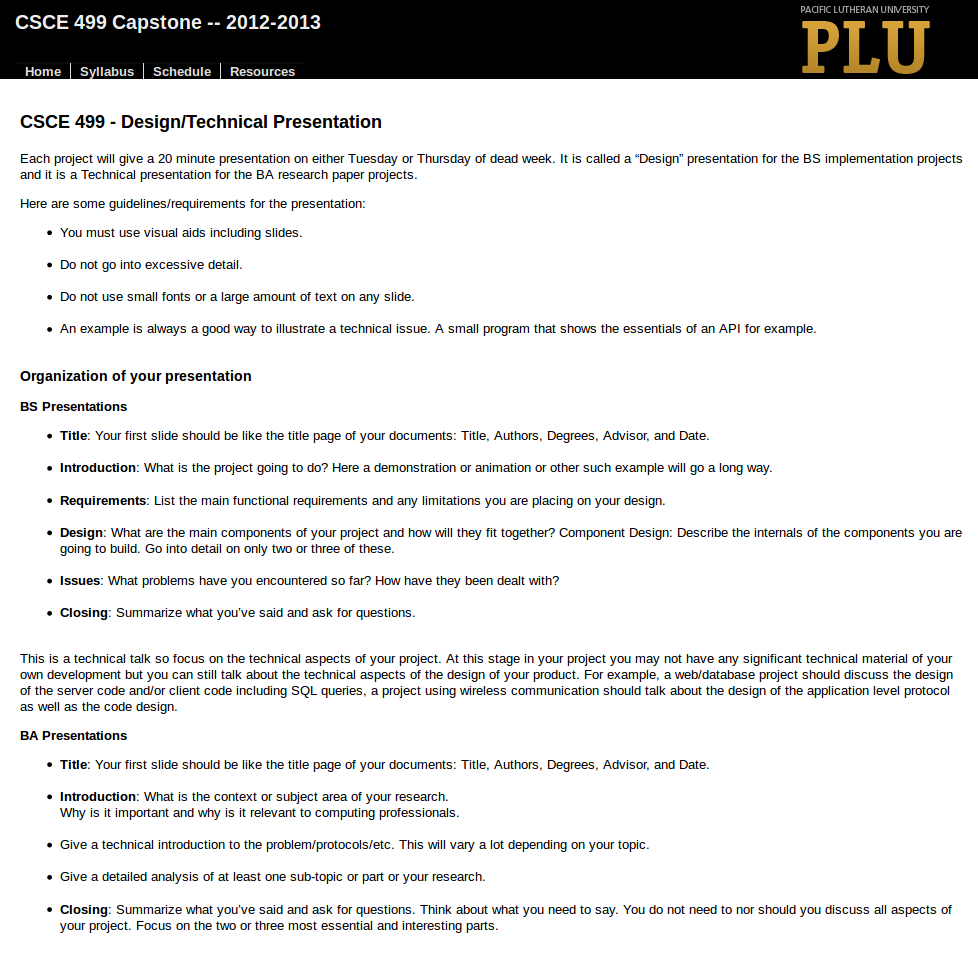 CSCE 499 Capstone -- 2012-2013
PACIFIC LUTHERAN UNIVERSITY
PLU
Home
Syllabus
Schedule
Resources
CSCE 499 - Design/Technical Presentation
Each project will give a 20 minute presentation on either Tuesday or Thursday of dead week. It is called a “Design” presentation for the BS implementation projects
and it is a Technical presentation for the BA research paper projects.
Here are some guidelines/requirements for the presentation:
• You must use visual aids including slides.
• Do not go into excessive detail.
• Do not use small fonts or a large amount of text on any slide.
• An example is always a good way to illustrate a technical issue. A small program that shows the essentials of an API for example.
Organization of your presentation
BS Presentations
• Title: Your first slide should be like the title page of your documents: Title, Authors, Degrees, Advisor, and Date.
• Introduction: What is the project going to do? Here a demonstration or animation or other such example will go a long way.
• Requirements: List the main functional requirements and any limitations you are placing on your design.
• Design: What are the main components of your project and how will they fit together? Component Design: Describe the internals of the components you are
going to build. Go into detail on only two or three of these.
• Issues: What problems have you encountered so far? How have they been dealt with?
• Closing: Summarize what you’ve said and ask for questions.
This is a technical talk so focus on the technical aspects of your project. At this stage in your project you may not have any significant technical material of your
own development but you can still talk about the technical aspects of the design of your product. For example, a web/database project should discuss the design
of the server code and/or client code including SQL queries, a project using wireless communication should talk about the design of the application level protocol
as well as the code design.
BA Presentations
• Title: Your first slide should be like the title page of your documents: Title, Authors, Degrees, Advisor, and Date.
• Introduction: What is the context or subject area of your research.
Why is it important and why is it relevant to computing professionals.
• Give a technical introduction to the problem/protocols/etc. This will vary a lot depending on your topic.
• Give a detailed analysis of at least one sub-topic or part or your research.
• Closing: Summarize what you’ve said and ask for questions. Think about what you need to say. You do not need to nor should you discuss all aspects of
your project. Focus on the two or three most essential and interesting parts.